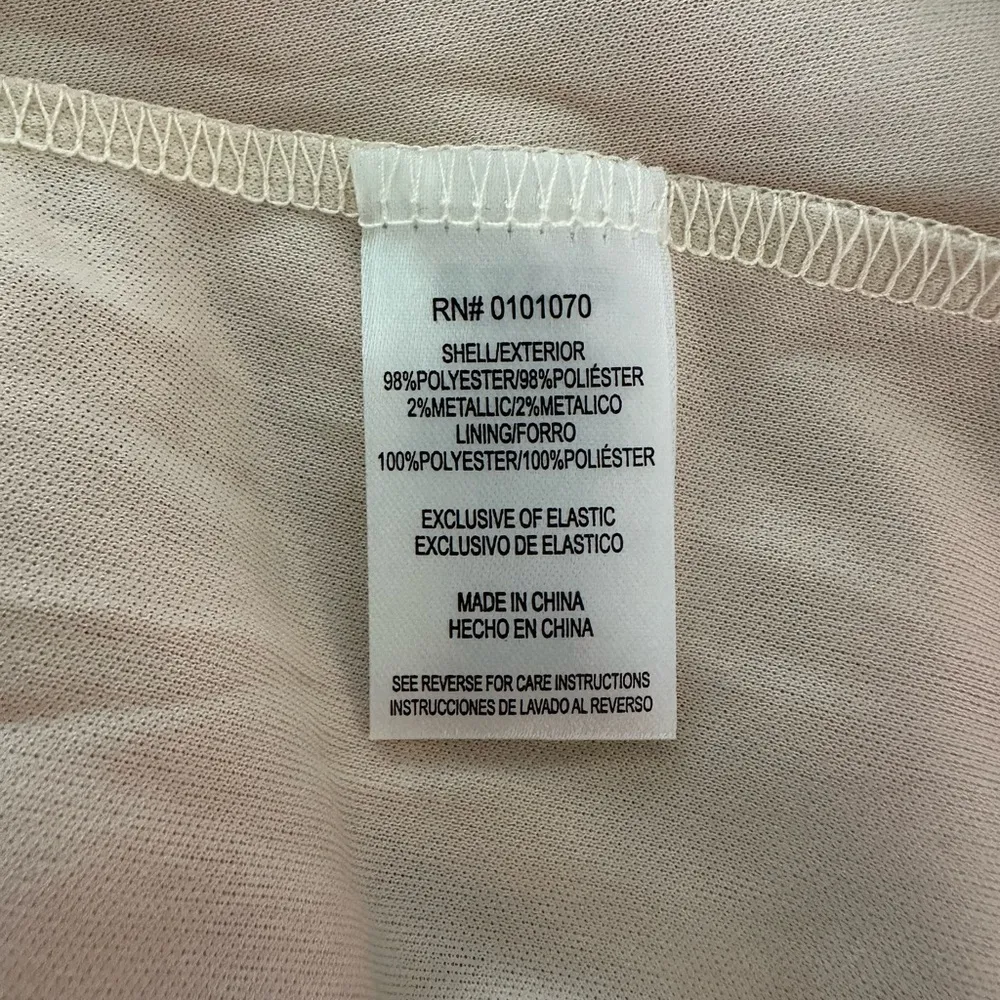 RN# 0101070
SHELL/EXTERIOR
98%POLYESTER/98%POLIÉSTER
2%METALLIC/2%METALICO
LINING/FORRO
100%POLYESTER/100%POLIÉSTER
EXCLUSIVE OF ELASTIC
EXCLUSIVO DE ELASTICO
MADE IN CHINA
HECHO EN CHINA
SEE REVERSE FOR CARE INSTRUCTIONS
INSTRUCCIONES DE LAVADO AL REVERSO